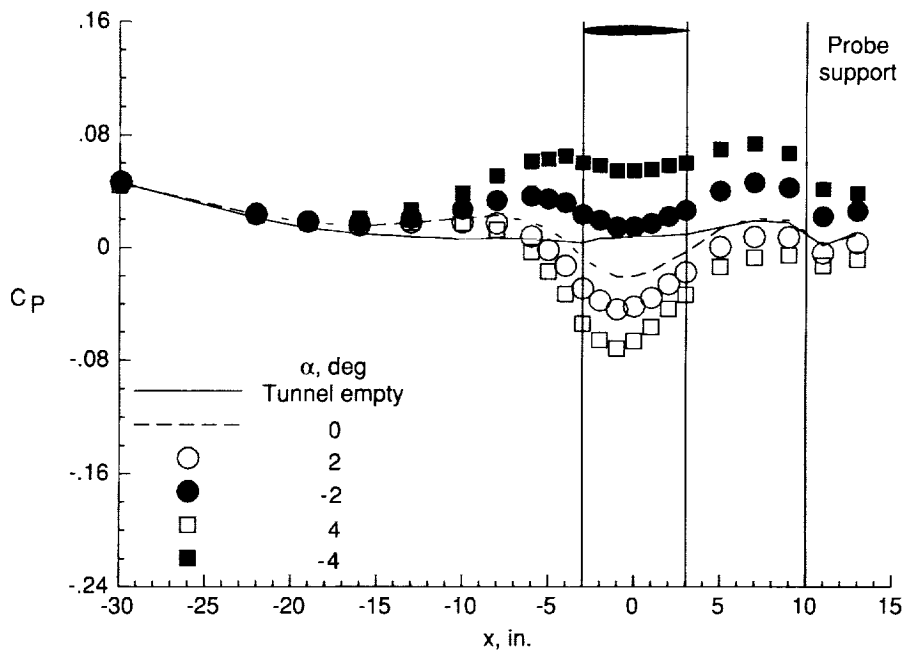 .16
Probe
support
.08
0
C_P
-.08
α, deg
Tunnel empty
0
2
-.16
-2
4
-4
-.24
-30 -25 -20 -15 -10 -5 0 5 10 15
x, in.